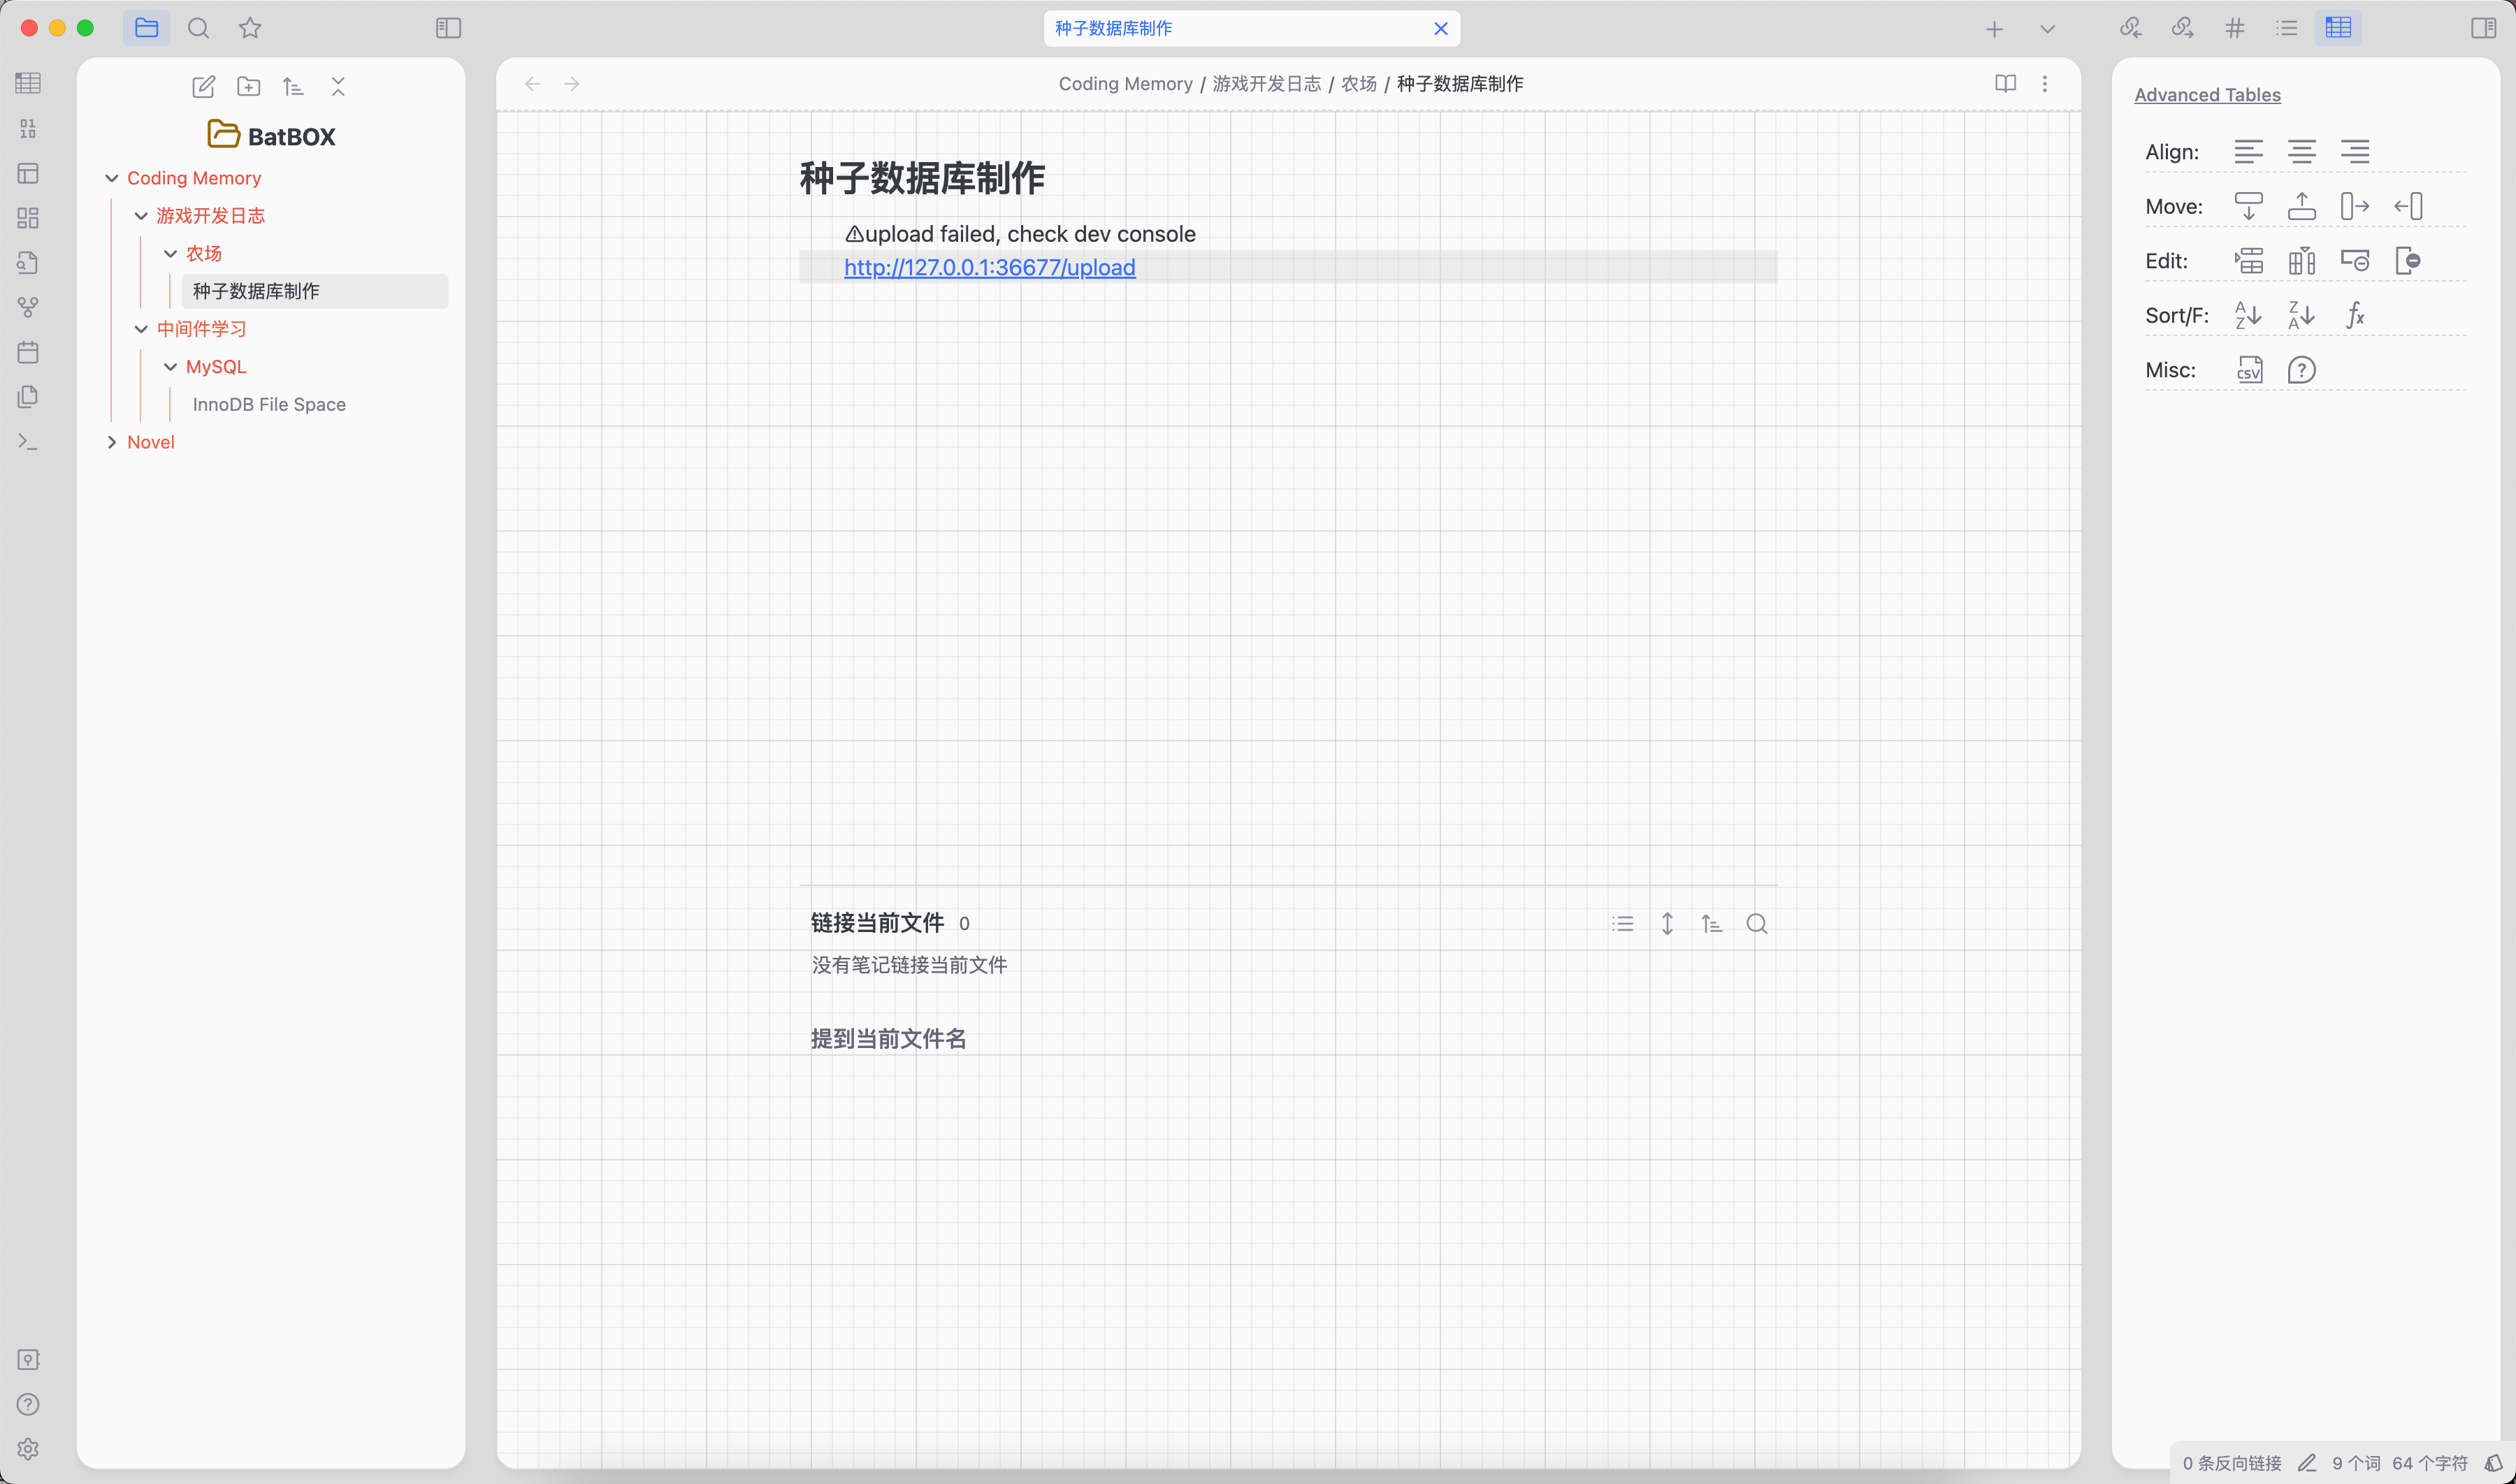 种子数据库制作
BatBOX
Coding Memory
游戏开发日志
农场
种子数据库制作
中间件学习
MySQL
InnoDB File Space
Novel
Coding Memory / 游戏开发日志 / 农场 / 种子数据库制作
种子数据库制作
⚠upload failed, check dev console
http://127.0.0.1:36677/upload
链接当前文件 0
没有笔记链接当前文件
提到当前文件名
Advanced Tables
Align:
Move:
Edit:
Sort/F:
Misc:
CSV
0 条反向链接 9 个词 64 个字符